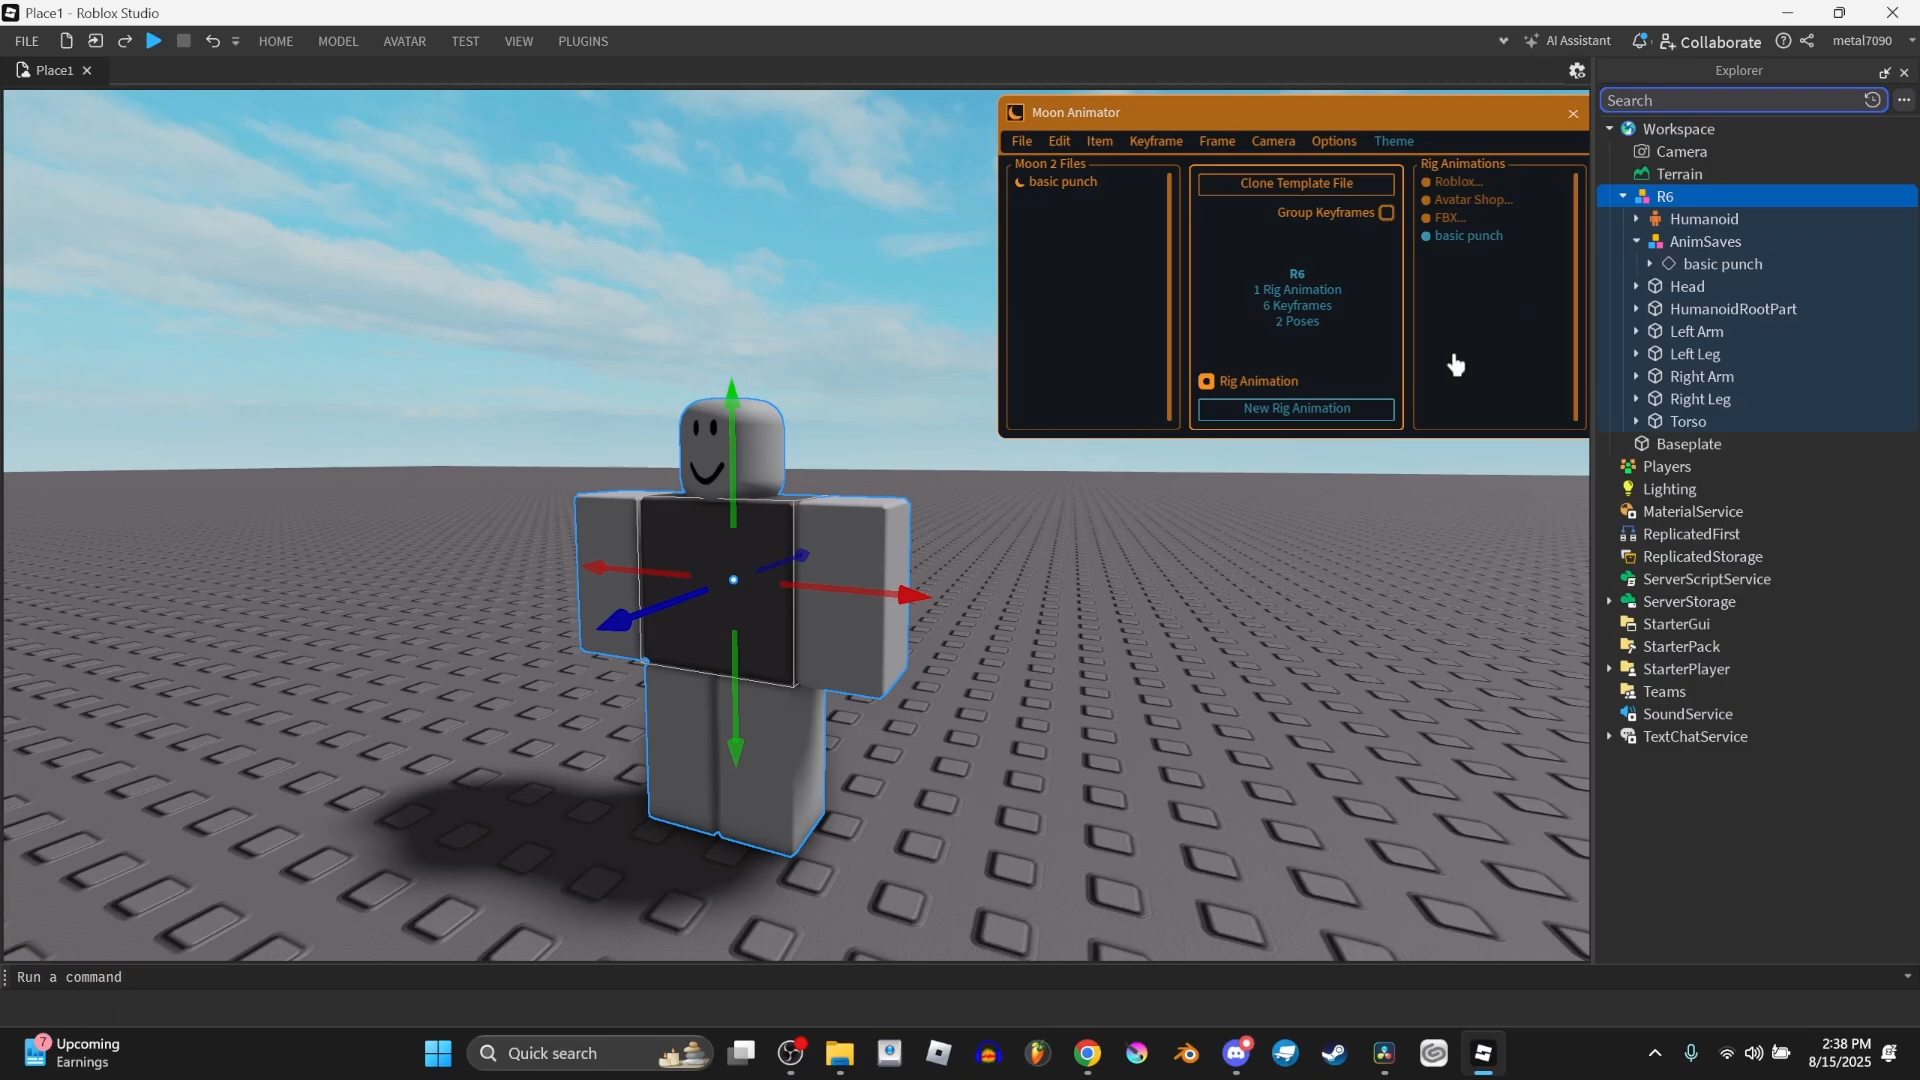 Place1 - Roblox Studio
FILE HOME MODEL AVATAR TEST VIEW PLUGINS AI Assistant Collaborate metal7090
Place1
Explorer
Search
Moon Animator
File Edit Item Keyframe Frame Camera Options Theme
Moon 2 Files
basic punch
Clone Template File
Group Keyframes
R6
1 Rig Animation
6 Keyframes
2 Poses
Rig Animation
New Rig Animation
Rig Animations
Roblox...
Avatar Shop...
FBX...
basic punch
Workspace
Camera
Terrain
R6
Humanoid
AnimSaves
basic punch
Head
HumanoidRootPart
Left Arm
Left Leg
Right Arm
Right Leg
Torso
Baseplate
Players
Lighting
MaterialService
ReplicatedFirst
ReplicatedStorage
ServerScriptService
ServerStorage
StarterGui
StarterPack
StarterPlayer
Teams
SoundService
TextChatService
Run a command
7
Upcoming
Earnings
Quick search
2:38 PM
8/15/2025